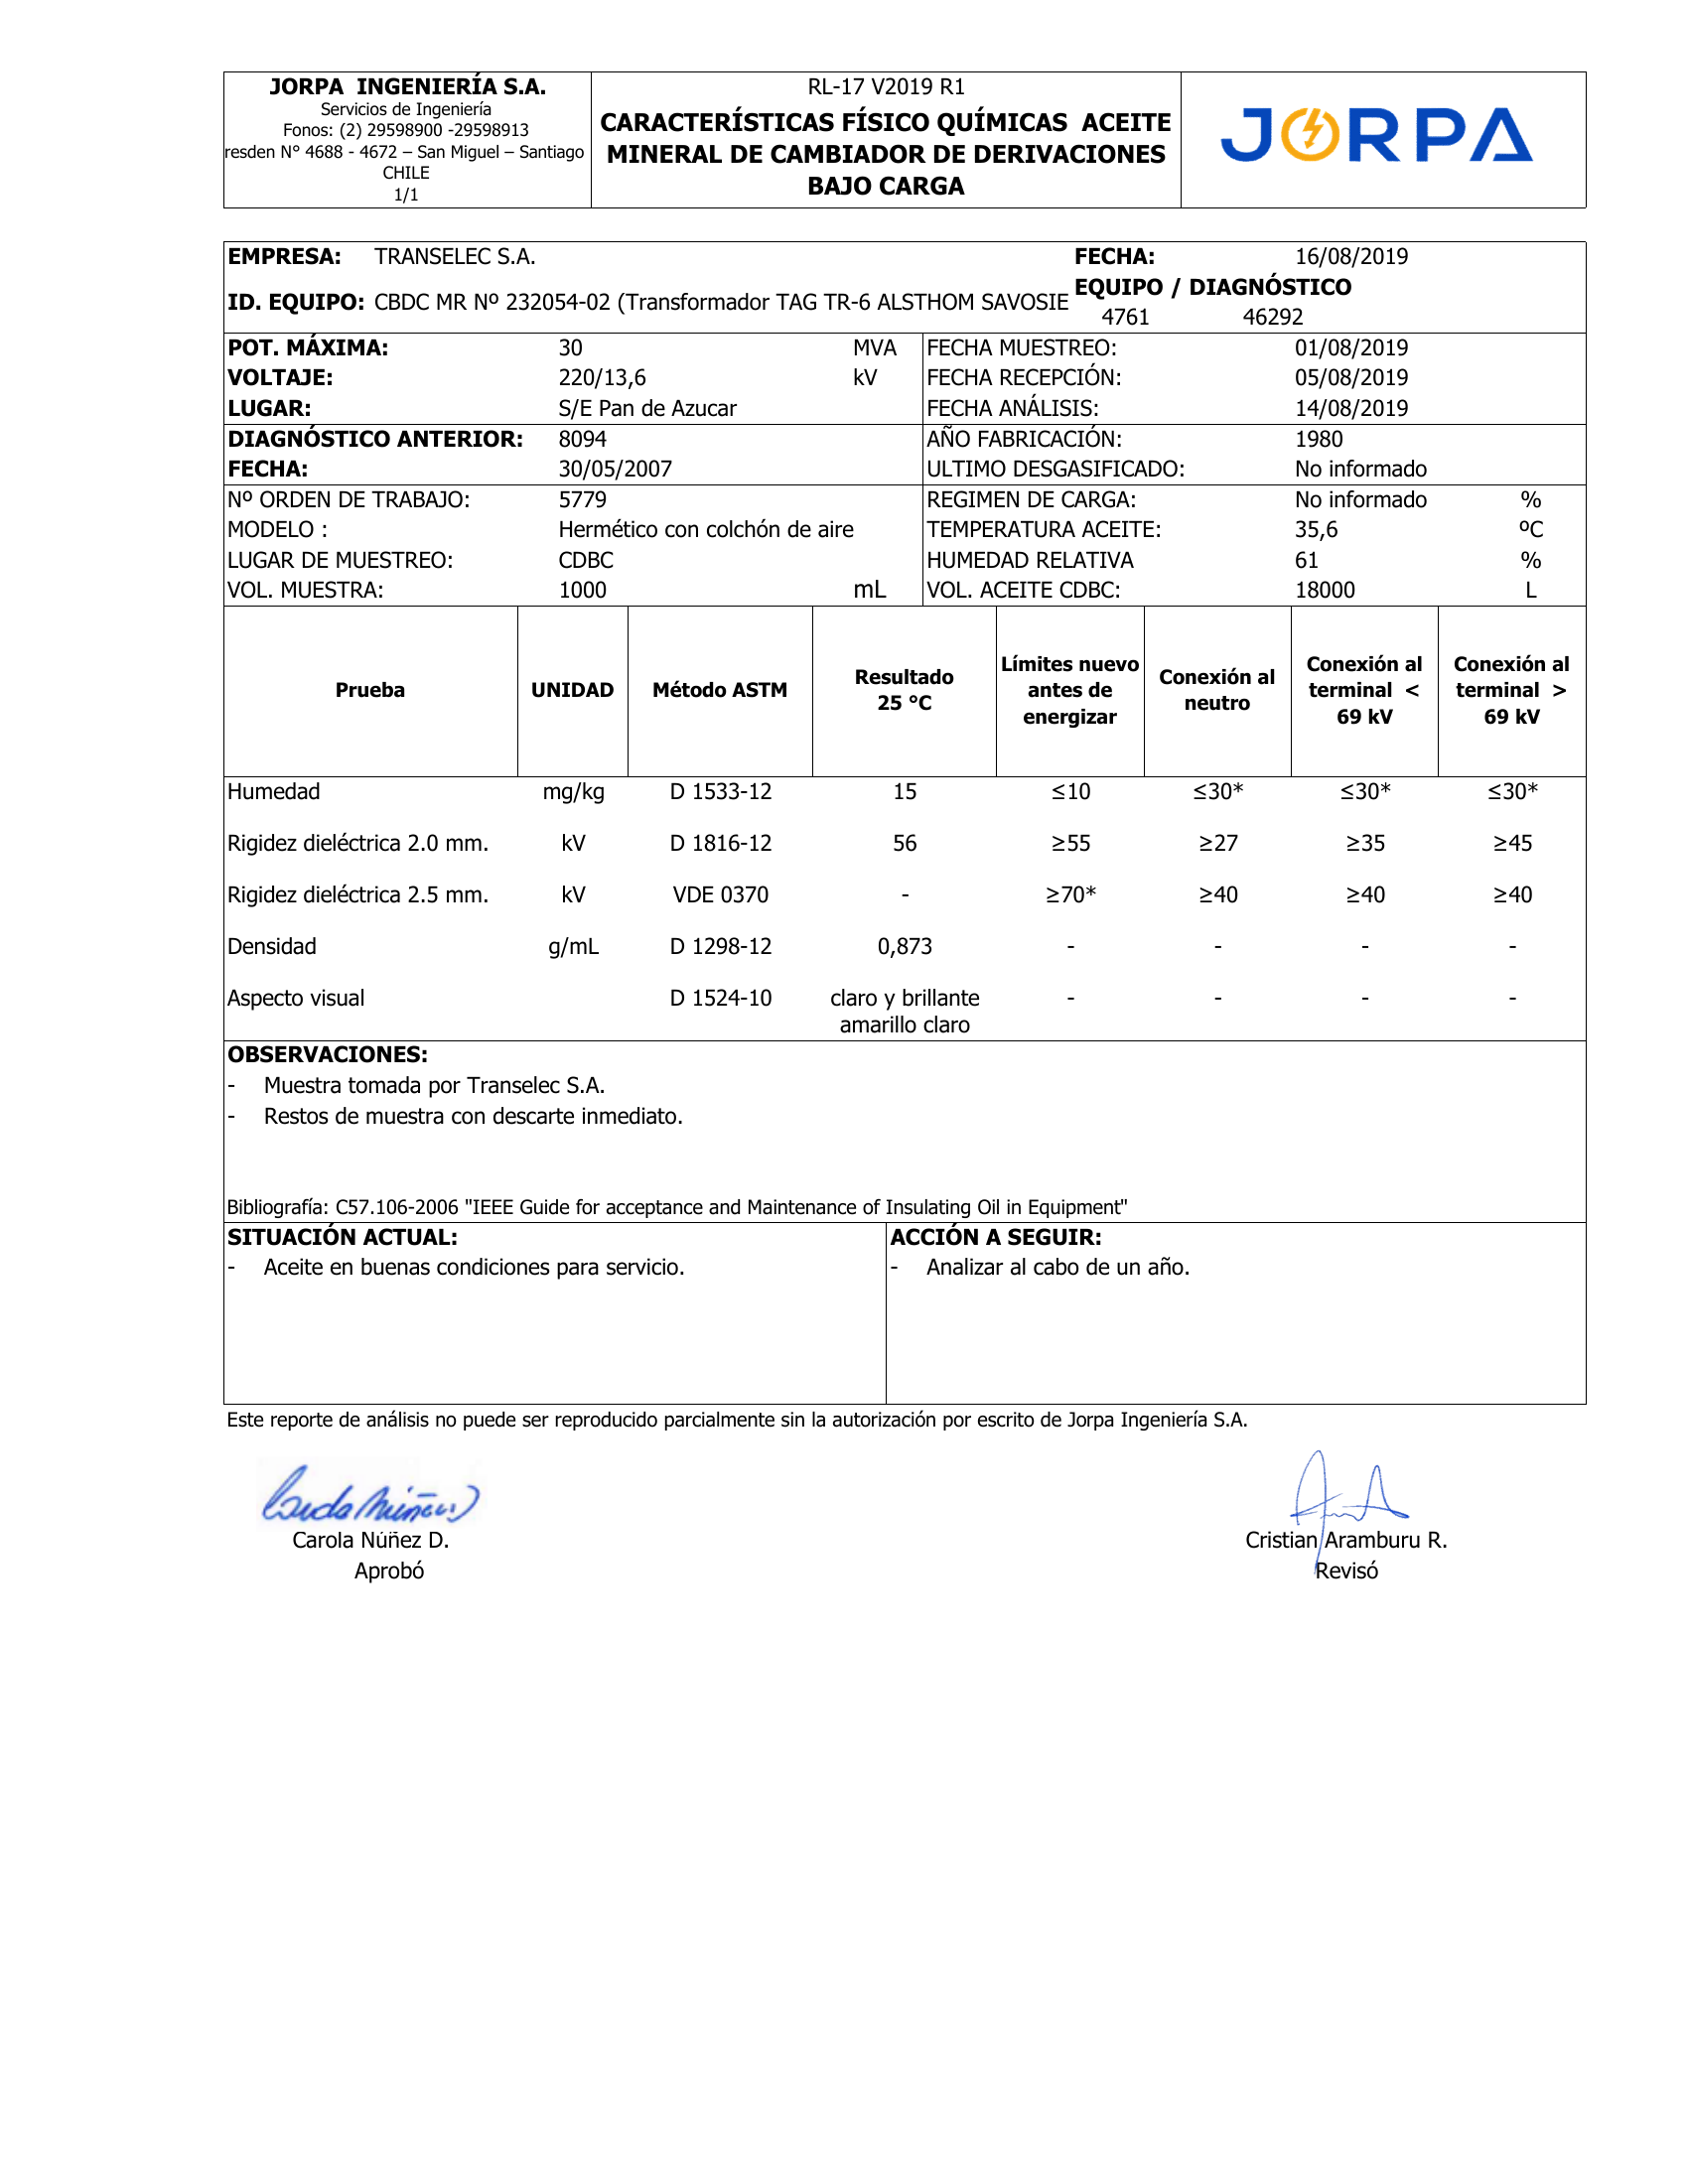 JORPA  INGENIERÍA S.A.
Servicios de Ingeniería
Fonos: (2) 29598900 -29598913
resden N° 4688 - 4672 – San Miguel – Santiago
CHILE
1/1
RL-17 V2019 R1
CARACTERÍSTICAS FÍSICO QUÍMICAS  ACEITE
MINERAL DE CAMBIADOR DE DERIVACIONES
BAJO CARGA
JORPA
EMPRESA: TRANSELEC S.A. FECHA: 16/08/2019
ID. EQUIPO: CBDC MR Nº 232054-02 (Transformador TAG TR-6 ALSTHOM SAVOSIE EQUIPO / DIAGNÓSTICO
4761 46292
POT. MÁXIMA: 30 MVA FECHA MUESTREO: 01/08/2019
VOLTAJE: 220/13,6 kV FECHA RECEPCIÓN: 05/08/2019
LUGAR: S/E Pan de Azucar FECHA ANÁLISIS: 14/08/2019
DIAGNÓSTICO ANTERIOR: 8094 AÑO FABRICACIÓN: 1980
FECHA: 30/05/2007 ULTIMO DESGASIFICADO: No informado
Nº ORDEN DE TRABAJO: 5779 REGIMEN DE CARGA: No informado %
MODELO : Hermético con colchón de aire TEMPERATURA ACEITE: 35,6 ºC
LUGAR DE MUESTREO: CDBC HUMEDAD RELATIVA 61 %
VOL. MUESTRA: 1000 mL VOL. ACEITE CDBC: 18000 L
Prueba UNIDAD Método ASTM Resultado 25 °C Límites nuevo antes de energizar Conexión al neutro Conexión al terminal < 69 kV Conexión al terminal > 69 kV
Humedad mg/kg D 1533-12 15 ≤10 ≤30* ≤30* ≤30*
Rigidez dieléctrica 2.0 mm. kV D 1816-12 56 ≥55 ≥27 ≥35 ≥45
Rigidez dieléctrica 2.5 mm. kV VDE 0370 - ≥70* ≥40 ≥40 ≥40
Densidad g/mL D 1298-12 0,873 - - - -
Aspecto visual D 1524-10 claro y brillante - - - -
amarillo claro
OBSERVACIONES:
- Muestra tomada por Transelec S.A.
- Restos de muestra con descarte inmediato.
Bibliografía: C57.106-2006 "IEEE Guide for acceptance and Maintenance of Insulating Oil in Equipment"
SITUACIÓN ACTUAL: ACCIÓN A SEGUIR:
- Aceite en buenas condiciones para servicio. - Analizar al cabo de un año.
Este reporte de análisis no puede ser reproducido parcialmente sin la autorización por escrito de Jorpa Ingeniería S.A.
Carola Núñez D. Cristian Aramburu R.
Aprobó Revisó